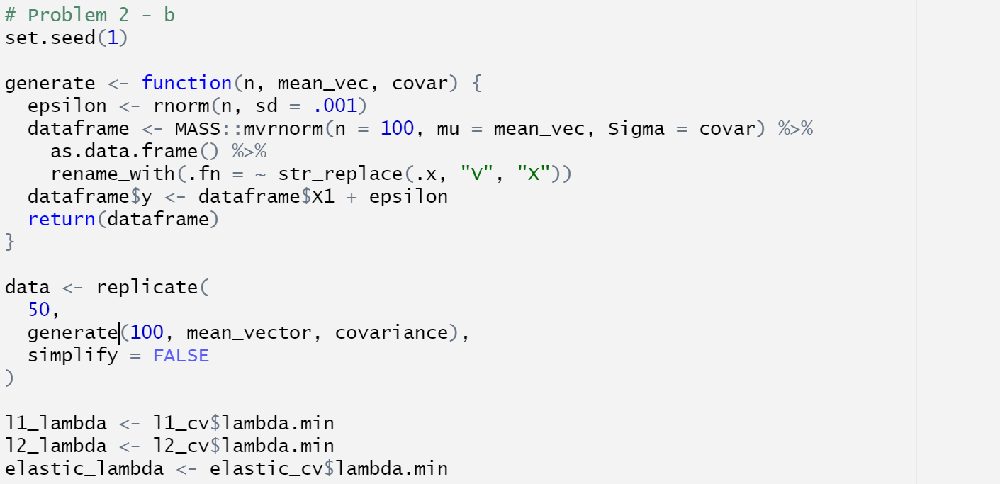 # Problem 2 - b
set.seed(1)
generate <- function(n, mean_vec, covar) {
  epsilon <- rnorm(n, sd = .001)
  dataframe <- MASS::mvrnorm(n = 100, mu = mean_vec, Sigma = covar) %>%
    as.data.frame() %>%
    rename_with(.fn = ~ str_replace(.x, "V", "X"))
  dataframe$y <- dataframe$X1 + epsilon
  return(dataframe)
}
data <- replicate(
  50,
  generate(100, mean_vector, covariance),
  simplify = FALSE
)
l1_lambda <- l1_cv$lambda.min
l2_lambda <- l2_cv$lambda.min
elastic_lambda <- elastic_cv$lambda.min